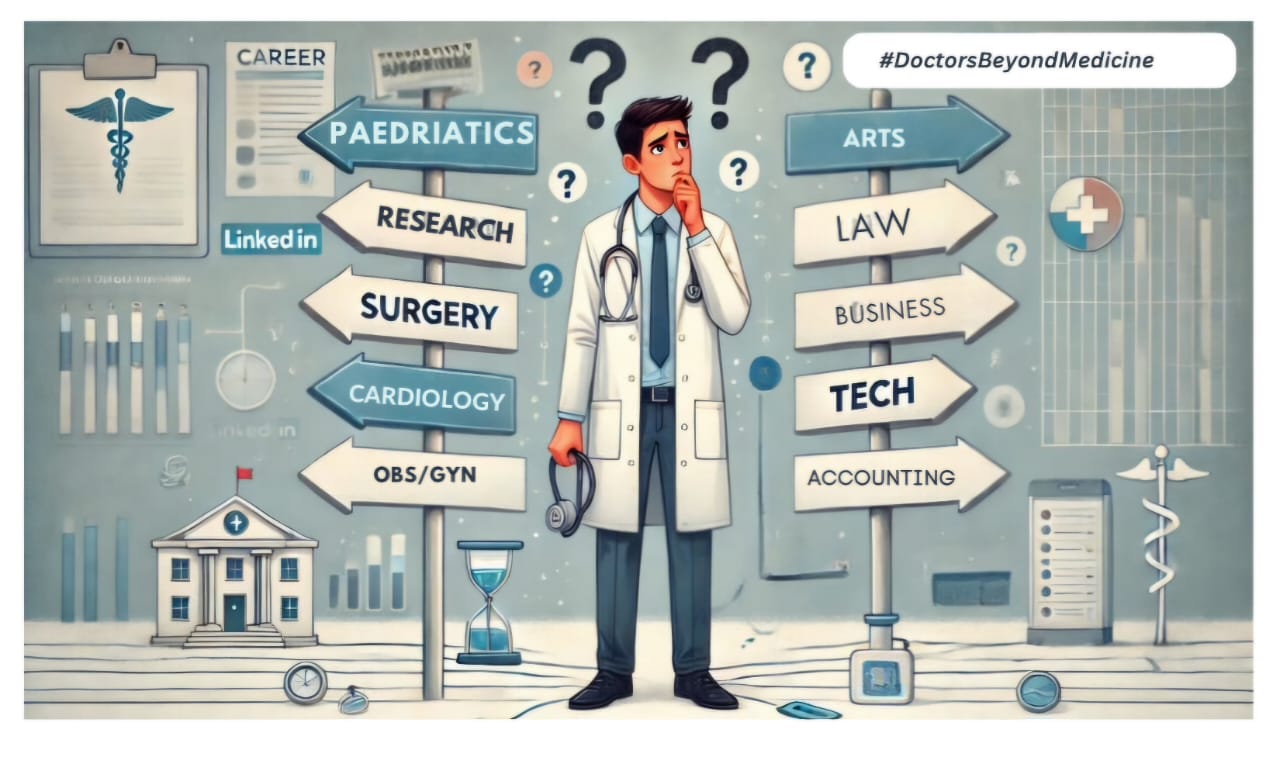 CAREER
#DoctorsBeyondMedicine
PAEDRIATICS
ARTS
RESEARCH
LAW
Linked in
SURGERY
BUSINESS
CARDIOLOGY
TECH
Linked in
OBS/GYN
ACCOUNTING